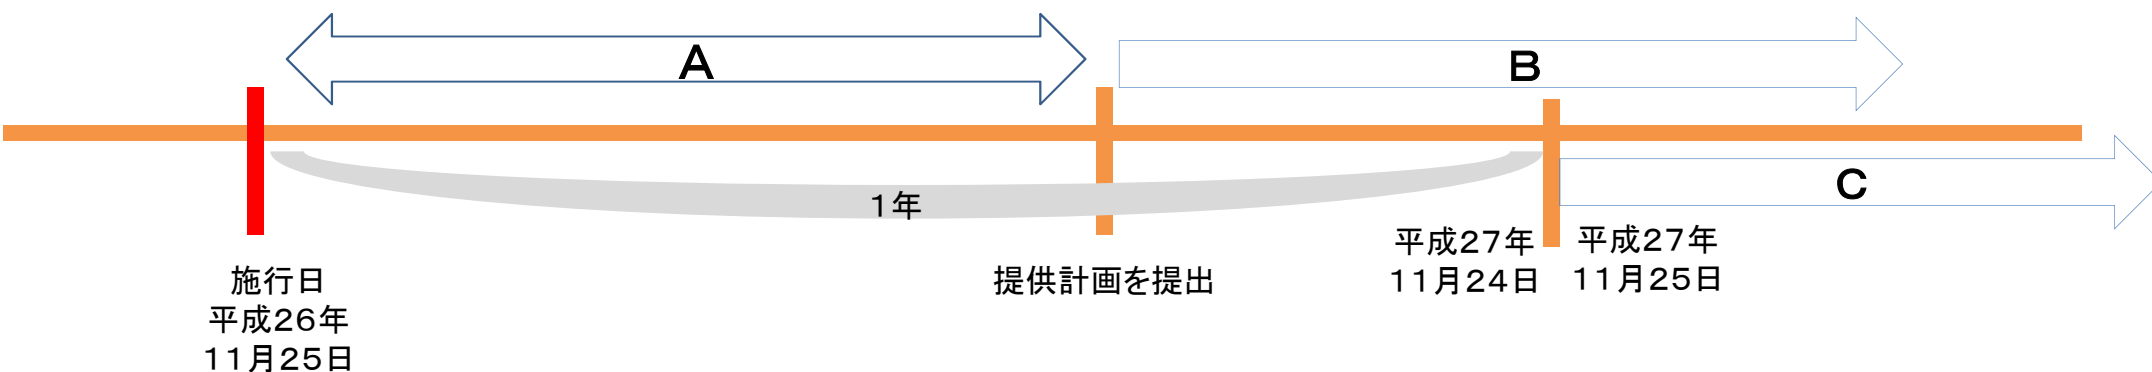 A
B
C
1年
施行日
平成26年
11月25日
提供計画を提出
平成27年
11月24日
平成27年
11月25日